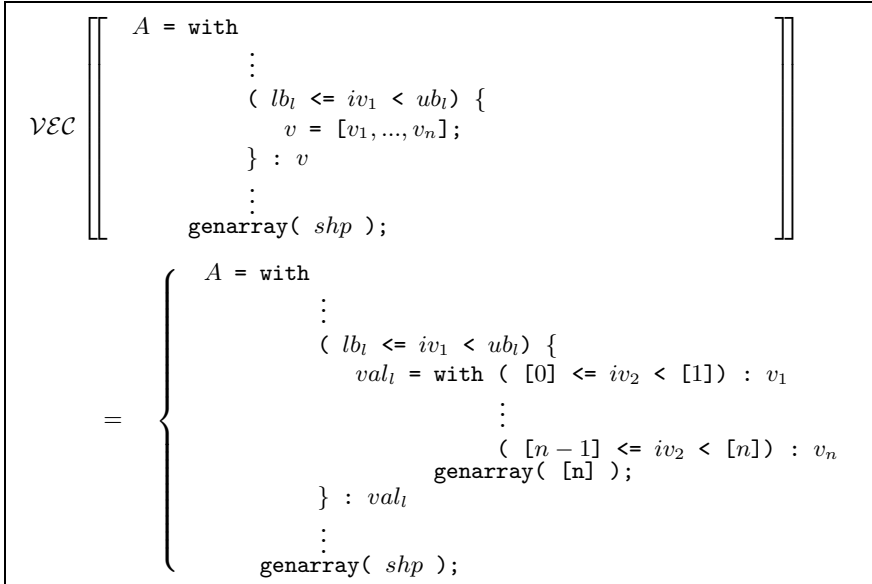 A = with
⋮
( lb_l <= iv_1 < ub_l) {
VEC v = [v_1, ..., v_n];
} : v
⋮
genarray( shp );
A = with
⋮
( lb_l <= iv_1 < ub_l) {
val_l = with ( [0] <= iv_2 < [1]) : v_1
= ⋮
( [n − 1] <= iv_2 < [n]) : v_n
genarray( [n] );
} : val_l
⋮
genarray( shp );